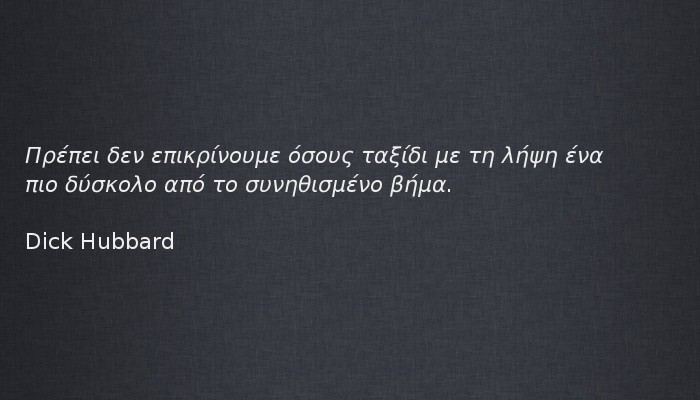 Πρέπει δεν επικρίνουμε όσους ταξίδι με τη λήψη ένα
πιο δύσκολο από το συνηθισμένο βήμα.
Dick Hubbard